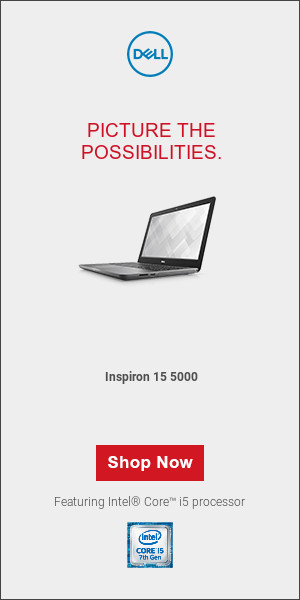 DELL
PICTURE THE
POSSIBILITIES.
Inspiron 15 5000
Shop Now
Featuring Intel® Core™ i5 processor
intel
CORE i5
7th Gen